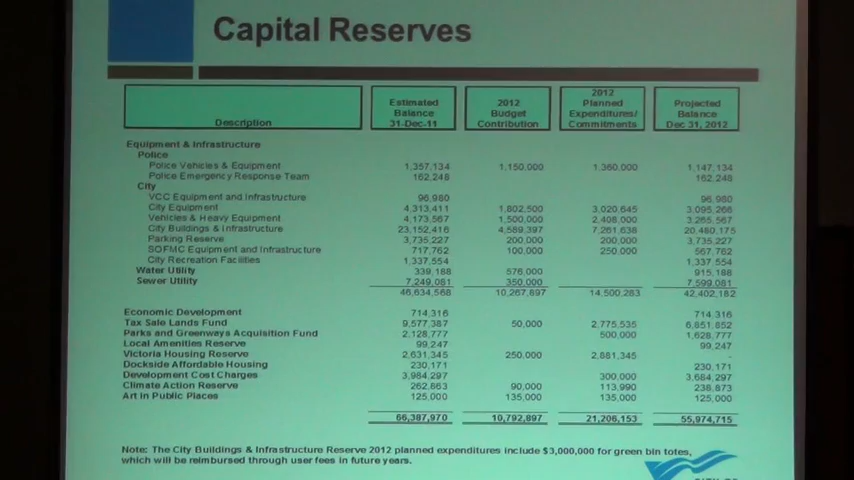 Capital Reserves
Description
Estimated Balance 31-Dec-11
2012 Budget Contribution
2012 Planned Expenditures/ Commitments
Projected Balance Dec 31, 2012
Equipment & Infrastructure
Police
Police Vehicles & Equipment 1,357,134 1,150,000 1,360,000 1,147,134
Police Emergency Response Team 162,248 162,248
City
VCC Equipment and Infrastructure 96,980 96,980
City Equipment 4,313,411 1,802,500 3,020,645 3,095,266
Vehicles & Heavy Equipment 4,173,567 1,500,000 2,408,000 3,265,567
City Buildings & Infrastructure 23,152,416 4,589,397 7,261,638 20,480,175
Parking Reserve 3,735,227 200,000 200,000 3,735,227
SOFMC Equipment and Infrastructure 717,762 100,000 250,000 567,762
City Recreation Facilities 1,337,554 1,337,554
Water Utility 339,188 576,000 915,188
Sewer Utility 7,249,081 350,000 7,599,081
46,634,568 10,267,897 14,500,283 42,402,182
Economic Development 714,316 714,316
Tax Sale Lands Fund 9,577,387 50,000 2,775,535 6,851,852
Parks and Greenways Acquisition Fund 2,128,777 500,000 1,628,777
Local Amenities Reserve 99,247 99,247
Victoria Housing Reserve 2,631,345 250,000 2,881,345 -
Dockside Affordable Housing 230,171 230,171
Development Cost Charges 3,984,297 300,000 3,684,297
Climate Action Reserve 262,863 90,000 113,990 238,873
Art in Public Places 125,000 135,000 135,000 125,000
66,387,970 10,792,897 21,206,153 55,974,715
Note: The City Buildings & Infrastructure Reserve 2012 planned expenditures include $3,000,000 for green bin totes,
which will be reimbursed through user fees in future years.